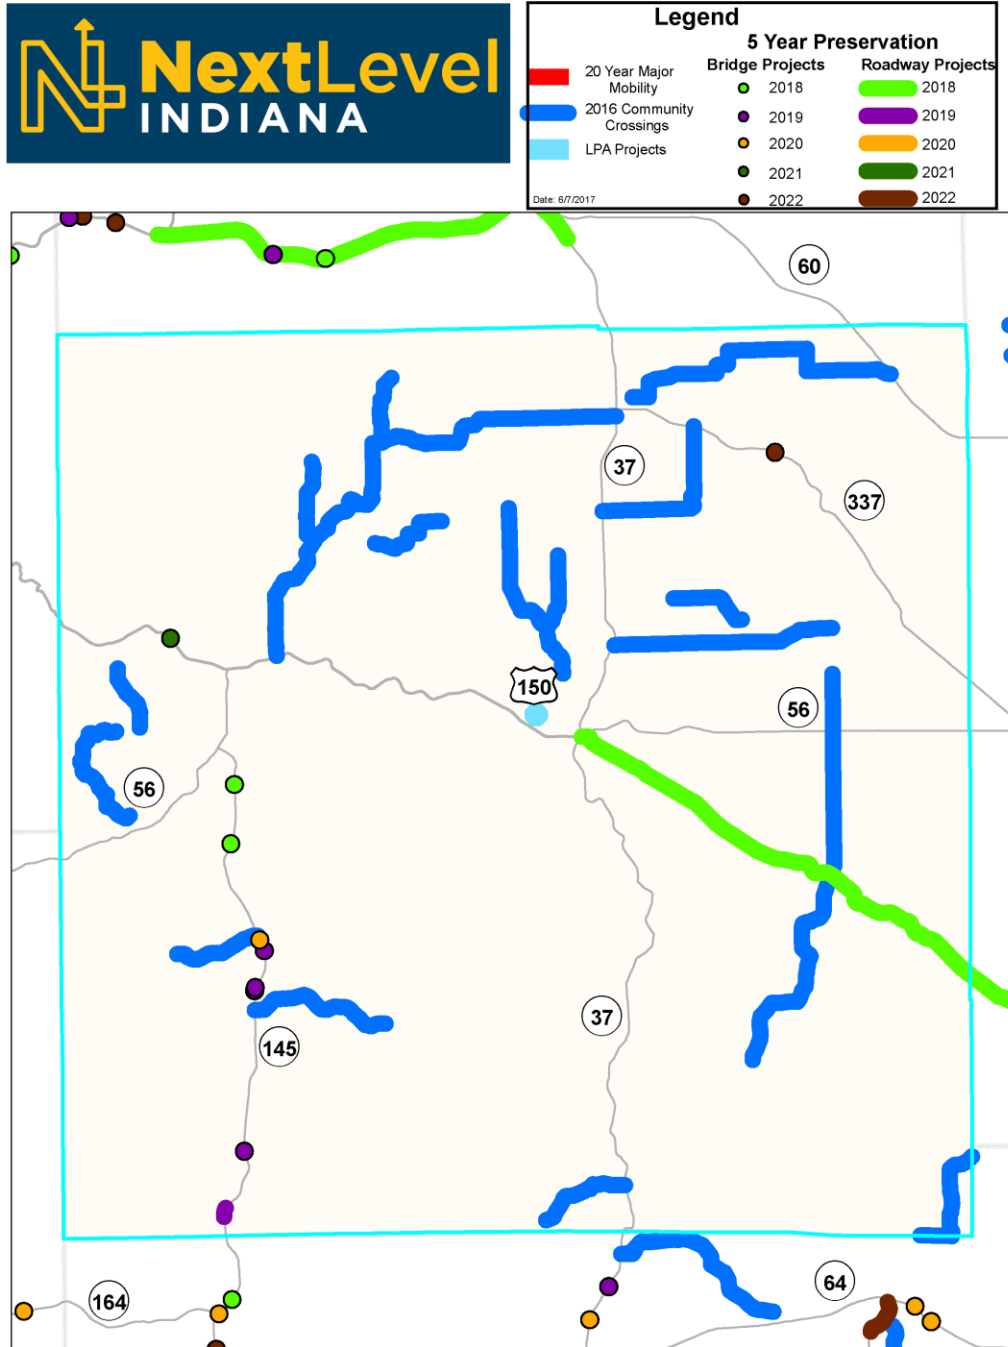 NextLevel
INDIANA
Legend
5 Year Preservation
Bridge Projects
Roadway Projects
20 Year Major
Mobility
2016 Community
Crossings
LPA Projects
2018
2019
2020
2021
2022
2018
2019
2020
2021
2022
Date: 6/7/2017
60
37
337
150
56
56
37
145
164
64